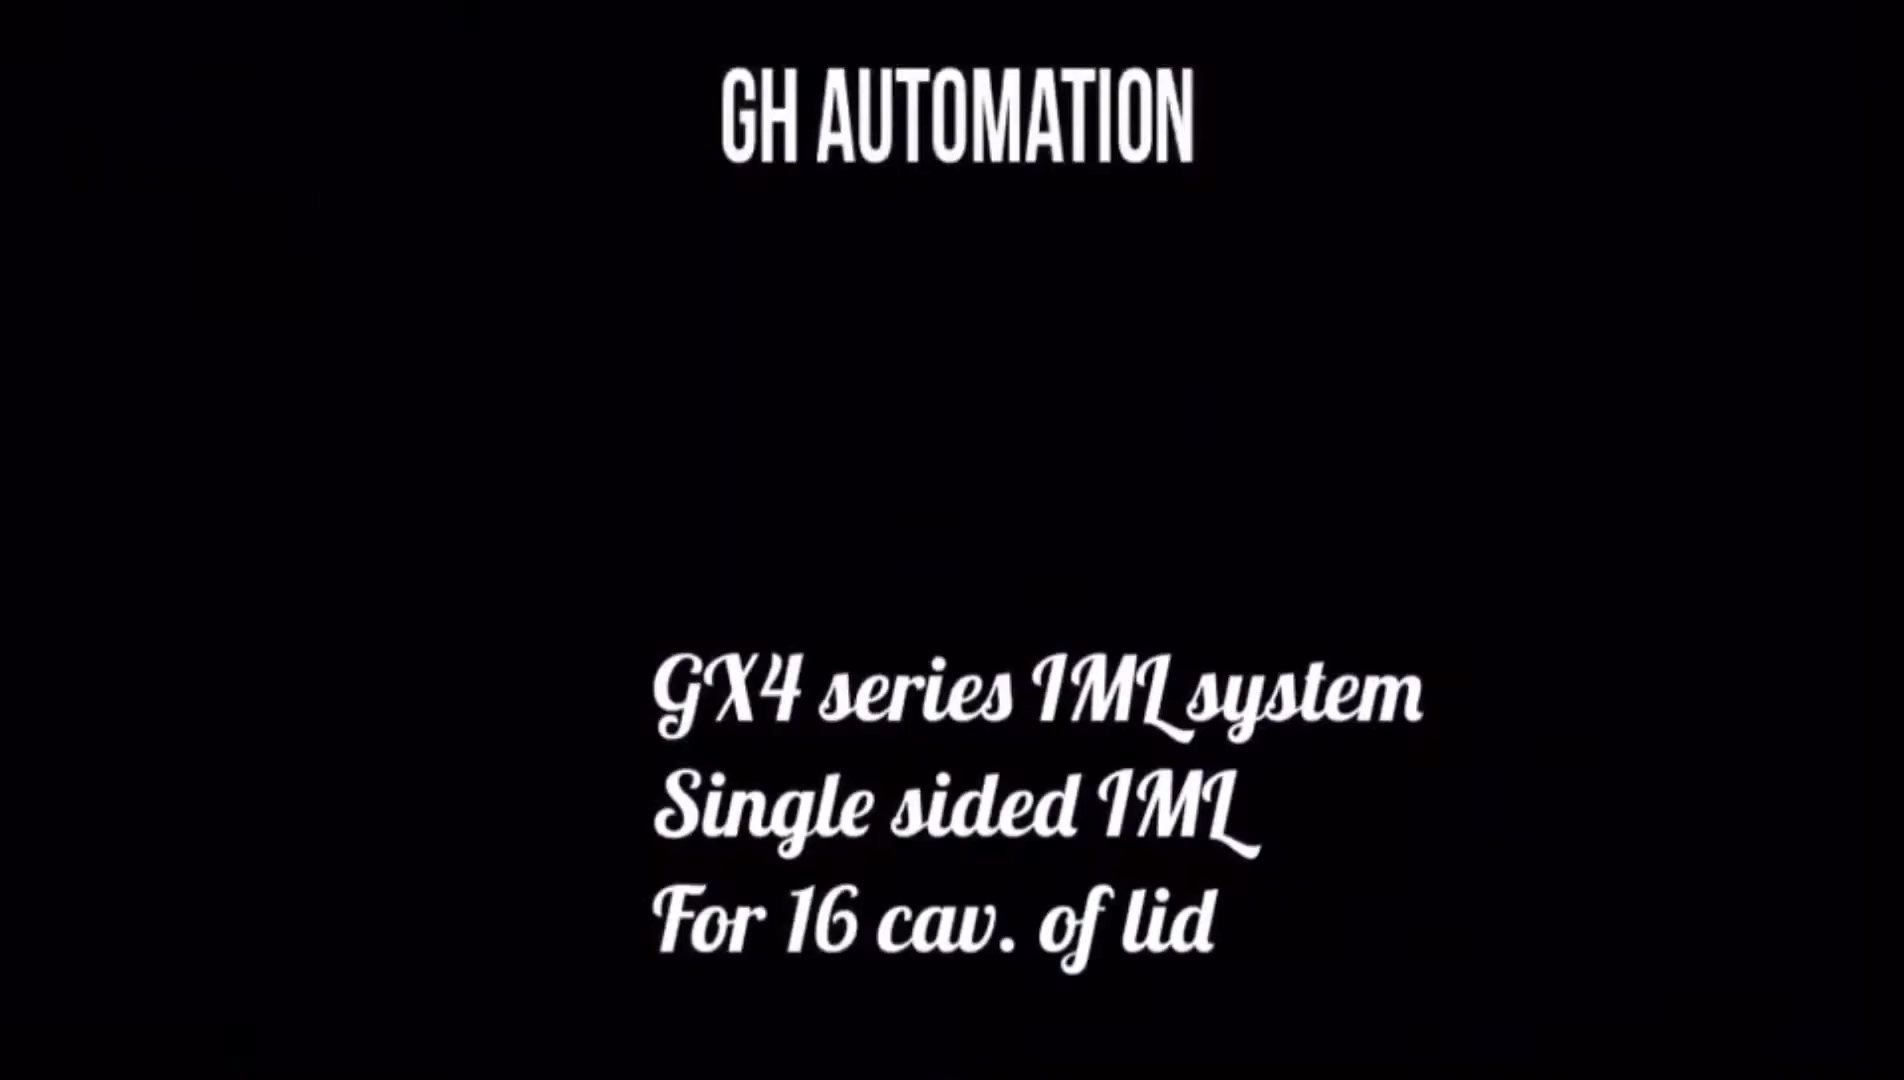 GH AUTOMATION
GX4 series IML system
Single sided IML
For 16 cav. of lid